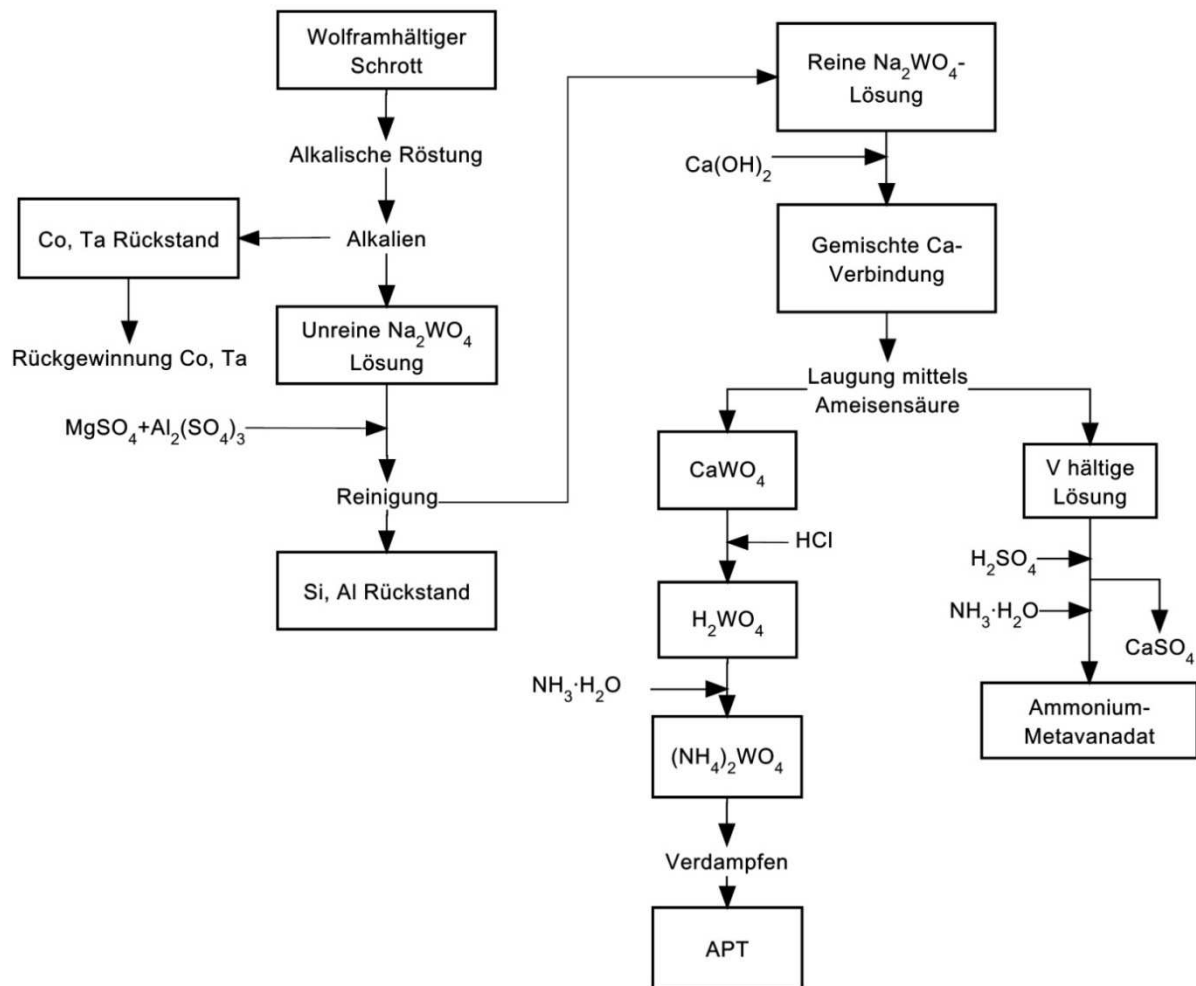 Wolframhältiger
Schrott
Alkalische Röstung
Alkalien
Co, Ta Rückstand
Rückgewinnung Co, Ta
Unreine Na₂WO₄
Lösung
MgSO₄+Al₂(SO₄)₃
Reinigung
Si, Al Rückstand
Reine Na₂WO₄-
Lösung
Ca(OH)₂
Gemischte Ca-
Verbindung
Laugung mittels
Ameisensäure
CaWO₄
HCl
H₂WO₄
NH₃·H₂O
(NH₄)₂WO₄
Verdampfen
APT
V hältige
Lösung
H₂SO₄
NH₃·H₂O
CaSO₄
Ammonium-
Metavanadat